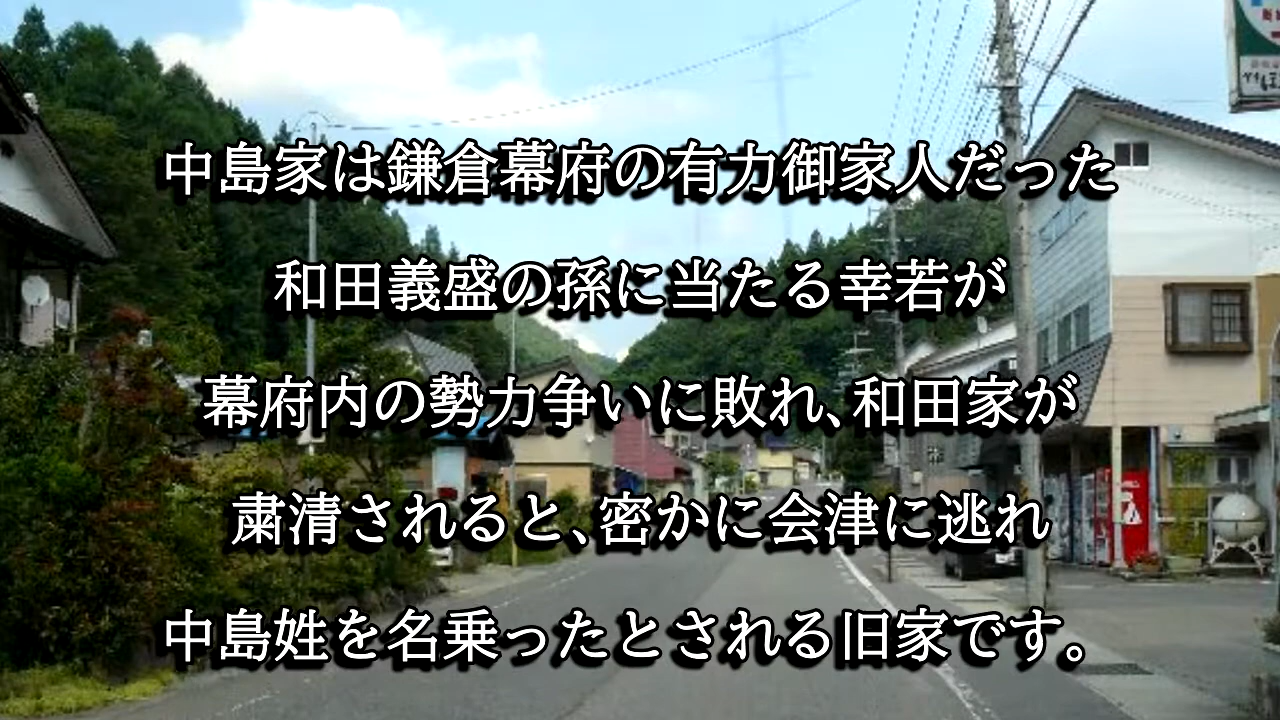 中島家は鎌倉幕府の有力御家人だった
和田義盛の孫に当たる幸若が
幕府内の勢力争いに敗れ､和田家が
粛清されると､密かに会津に逃れ
中島姓を名乗ったとされる旧家です。